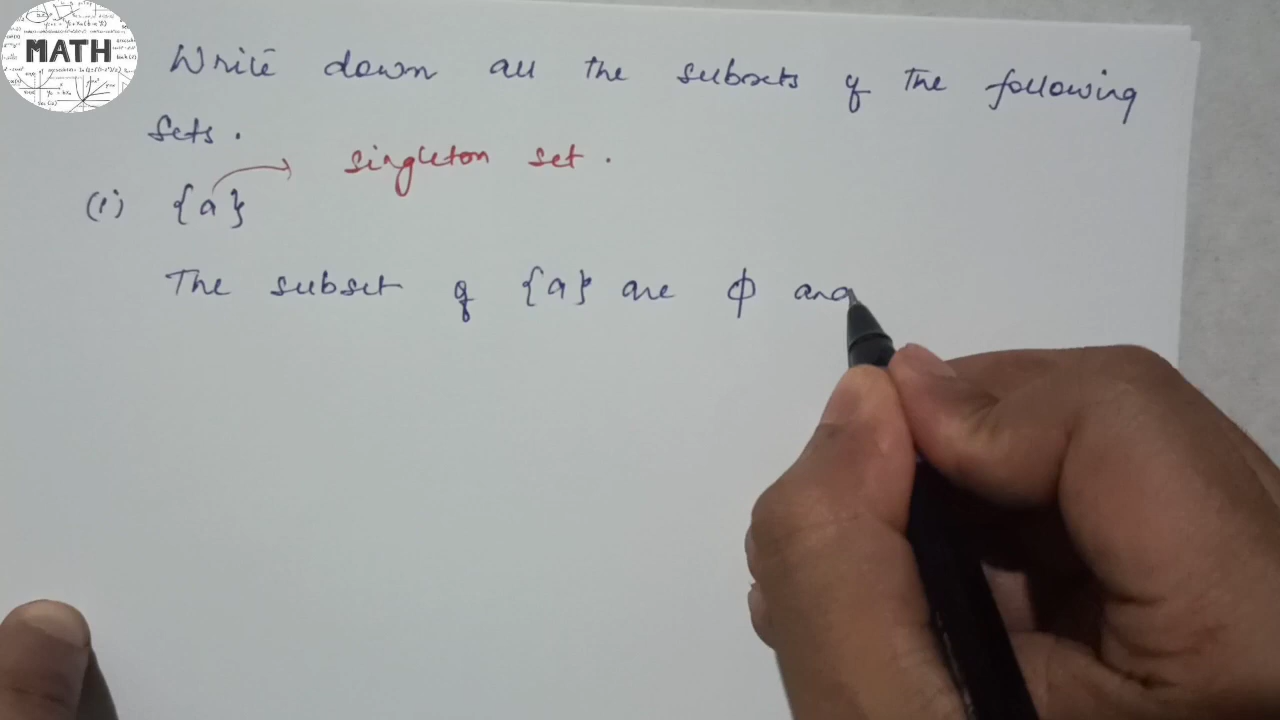 MATH
Write down all the subsets of the following
sets.
singleton set.
(i) {a}
The subset of {a} are ϕ and